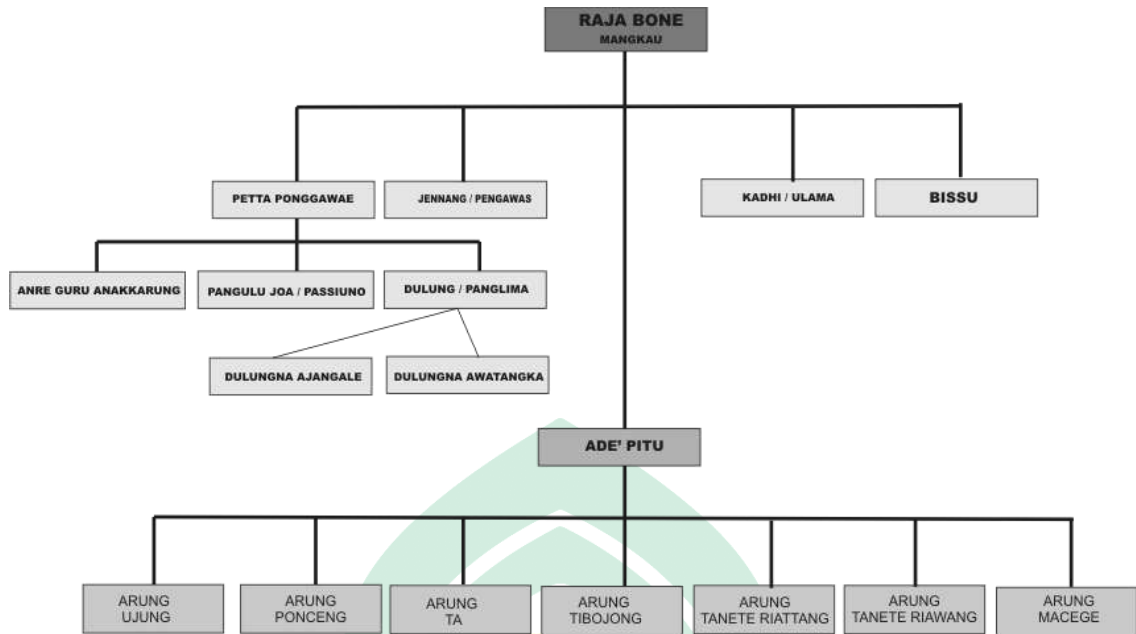 RAJA BONE
MANGKAU
PETTA PONGGAWAE
JENNANG / PENGAWAS
KADHI / ULAMA
BISSU
ANRE GURU ANAKKARUNG
PANGULU JOA / PASSIUNO
DULUNG / PANGLIMA
DULUNGNA AJANGALE
DULUNGNA AWATANGKA
ADE' PITU
ARUNG
UJUNG
ARUNG
PONCENG
ARUNG
TA
ARUNG
TIBOJONG
ARUNG
TANETE RIATTANG
ARUNG
TANETE RIAWANG
ARUNG
MACEGE